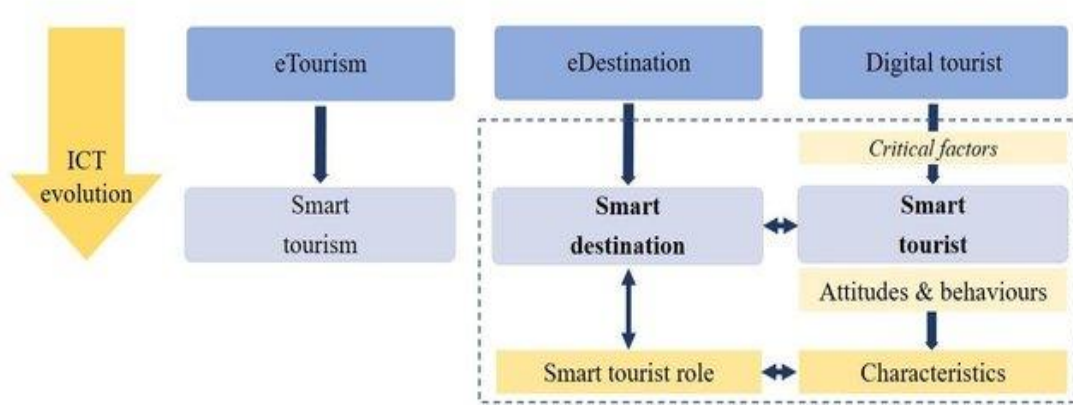 eTourism
eDestination
Digital tourist
ICT
evolution
Critical factors
Smart
tourism
Smart
destination
Smart
tourist
Attitudes & behaviours
Smart tourist role
Characteristics